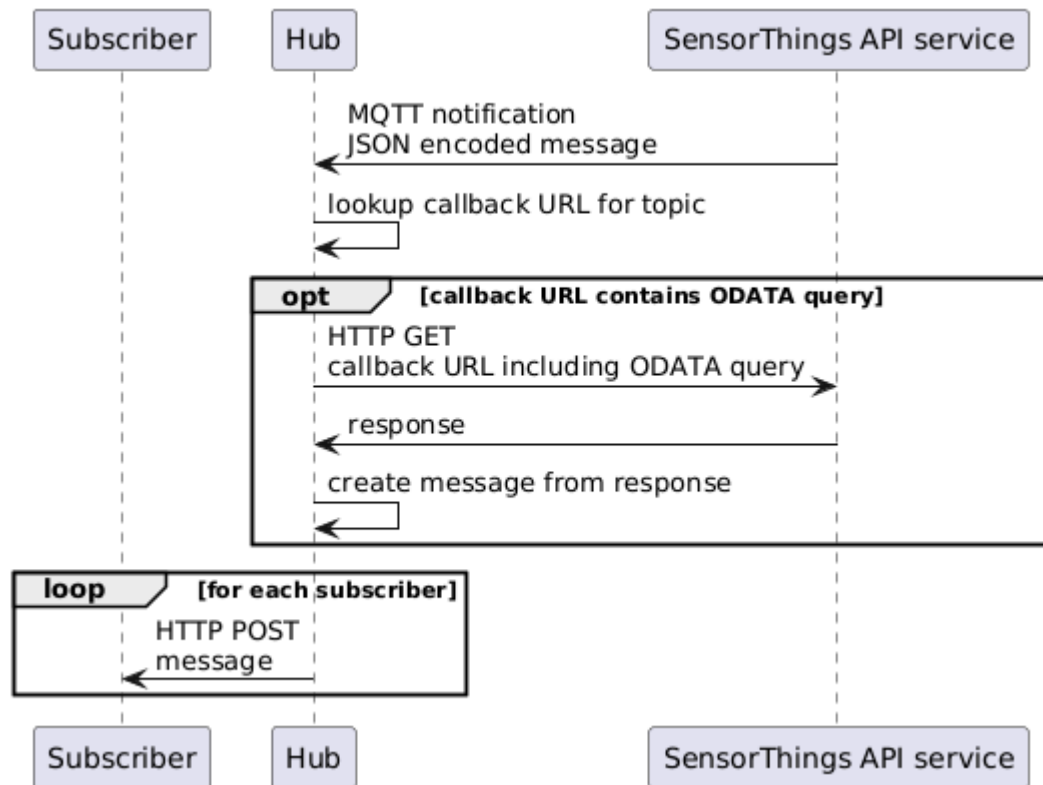 Subscriber
Hub
SensorThings API service
MQTT notification
JSON encoded message
lookup callback URL for topic
opt
[callback URL contains ODATA query]
HTTP GET
callback URL including ODATA query
response
create message from response
loop
[for each subscriber]
HTTP POST
message
Subscriber
Hub
SensorThings API service